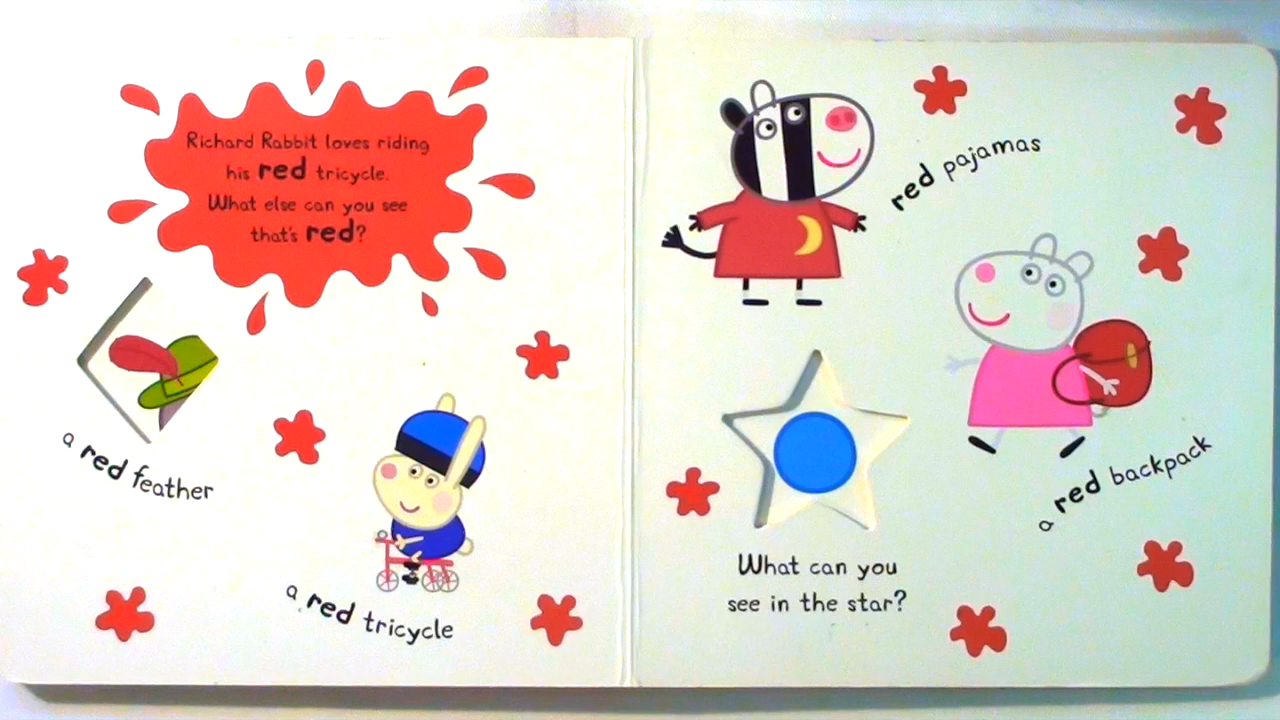 Richard Rabbit loves riding
his red tricycle.
What else can you see
that's red?
a red feather
a red tricycle
red pajamas
a red backpack
What can you
see in the star?